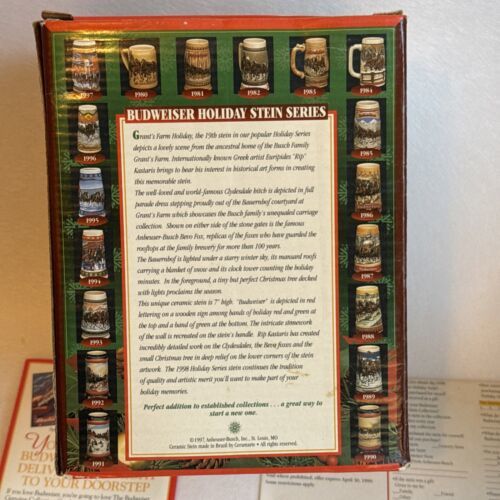 1980
1981
1982
1983
1984
BUDWEISER HOLIDAY STEIN SERIES
Grant's Farm Holiday, the 19th stein in our popular Holiday Series
depicts a lovely scene from the ancestral home of the Busch Family
Grant's Farm. Internationally known Greek artist Euripides "Rip"
Kastaris brings to bear his interest in historical art forms in creating
this memorable stein.
The well-loved and world-famous Clydesdale hitch is depicted in full
parade dress stepping proudly out of the Bauernhof courtyard at
Grant's Farm which showcases the Busch family's unequaled carriage
collection. Shown on either side of the stone gates is the famous
Anheuser-Busch Bevo Fox, replicas of the foxes who have guarded the
rooftops at the family brewery for more than 100 years.
The Bauernhof is lighted under a starry winter sky, its mansard roofs
carrying a blanket of snow and its clock tower counting the holiday
minutes. In the foreground, a tiny but perfect Christmas tree decked
with lights proclaims the season.
This unique ceramic stein is 7" high. "Budweiser" is depicted in red
lettering on a wooden sign among bands of holiday red and green at
the top and a band of green at the bottom. The intricate stonework
of the wall is recreated on the stein's handle. Rip Kastaris has created
incredibly detailed work on the Clydesdales, the Bevo foxes and the
small Christmas tree in deep relief on the lower corners of the stein
artwork. The 1998 Holiday Series stein continues the tradition
of quality and artistic merit you'll want to make part of your
holiday memories.
Perfect addition to established collections . . . a great way to
start a new one.
© 1997, Anheuser-Busch, Inc., St. Louis, MO
Ceramic Stein made in Brazil by Ceramarte • All rights reserved.
1997
1996
1995
1994
1993
1992
1991
1985
1986
1987
1988
1989
1990
TO YOUR DOORSTEP
If you love Budweiser, you're going to love The Budweiser